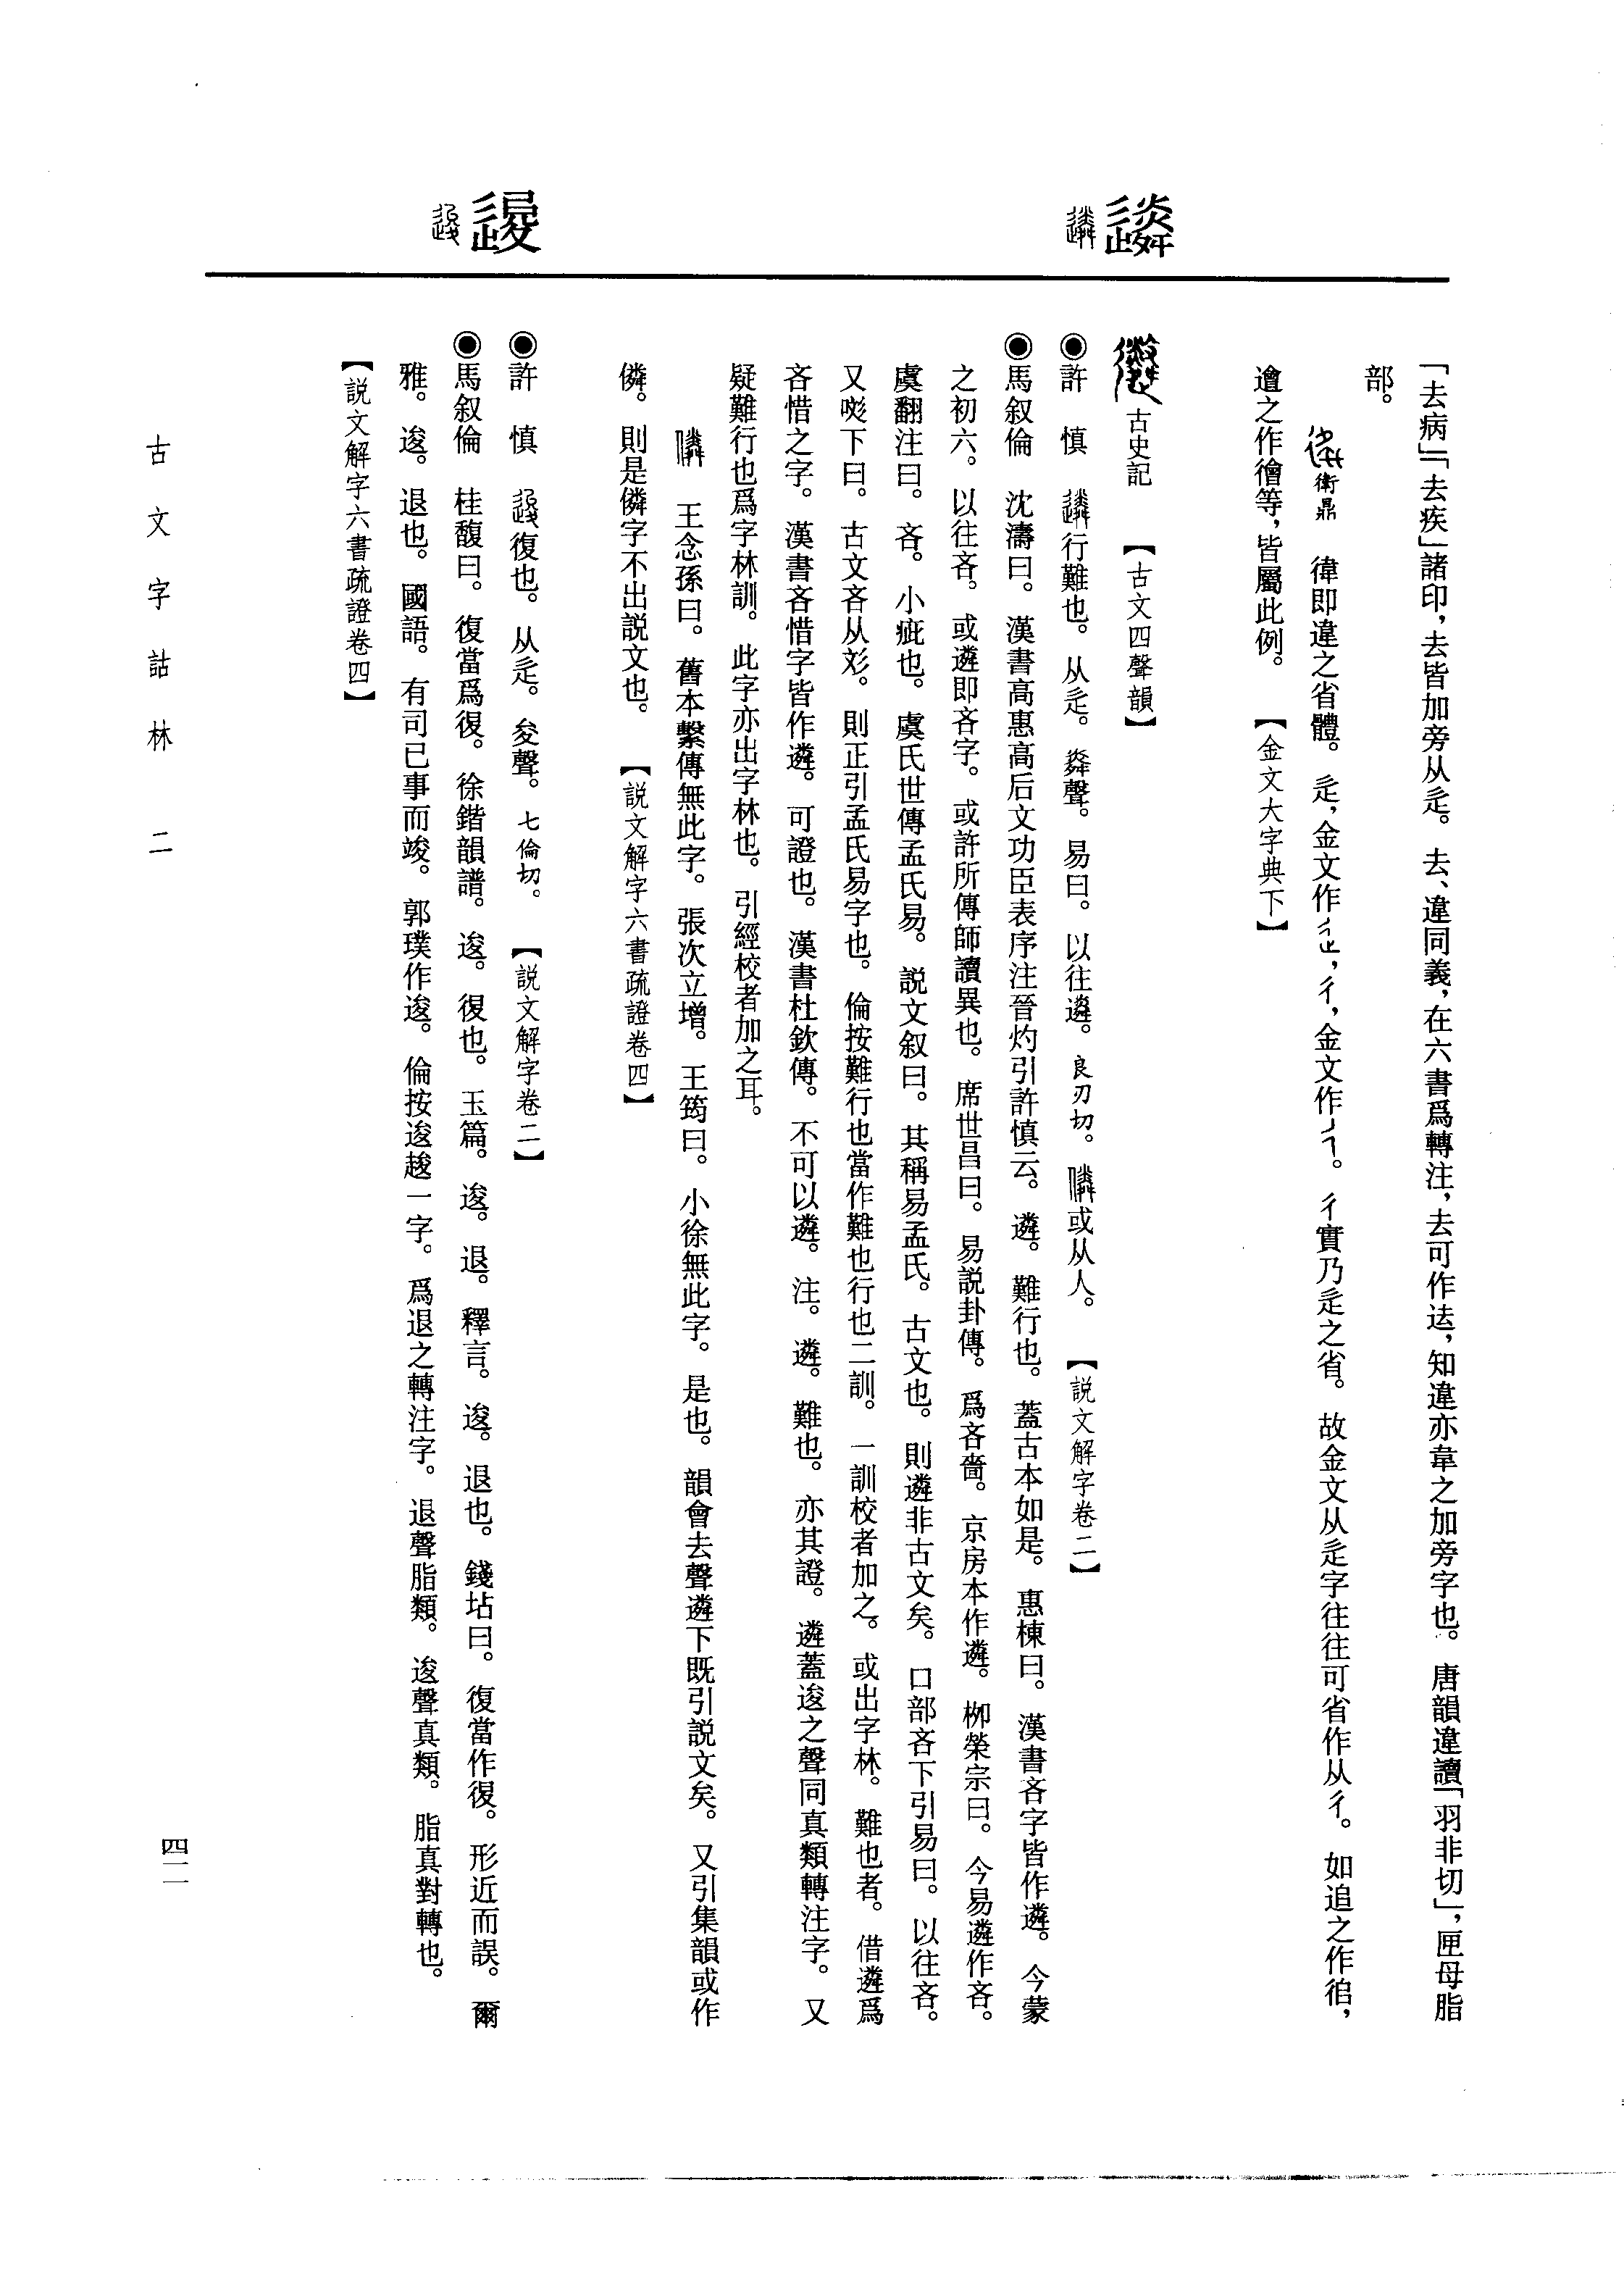 「去病」「去疾」諸印，去皆加旁从辵。去、違同義，在六書爲轉注，去可作迲，知違亦韋之加旁字也。唐韻違讀「羽非切」，匣母脂
部。
衛鼎　徫即違之省體。辵，金文作，彳，金文作。彳實乃辵之省。故金文从辵字往往可省作从彳。如追之作𢓊，
遭之作䄈等，皆屬此例。　【金文大字典下】
遴
古史記　【古文四聲韻】
◉許　慎　行難也。从辵。粦聲。易曰。以往遴。良刃切。或从人。　【説文解字卷二】
◉馬叙倫　沈濤曰。漢書高惠高后文功臣表序注晉灼引許慎云。遴。難行也。蓋古本如是。惠棟曰。漢書吝字皆作遴。今蒙
之初六。以往吝。或遴即吝字。或許所傳師讀異也。席世昌曰。易説卦傳。爲吝嗇。京房本作遴。柳榮宗曰。今易遴作吝。
虞翻注曰。吝。小疵也。虞氏世傳孟氏易。説文叙曰。其稱易孟氏。古文也。則遴非古文矣。口部吝下引易曰。以往吝。
又㖁下曰。古文吝从彣。則正引孟氏易字也。倫按難行也當作難也行也二訓。一訓校者加之。或出字林。難也者。借遴爲
吝惜之字。漢書吝惜字皆作遴。可證也。漢書杜欽傳。不可以遴。注。遴。難也。亦其證。遴蓋逡之聲同真類轉注字。又
疑難行也爲字林訓。此字亦出字林也。引經校者加之耳。
王念孫曰。舊本繫傳無此字。張次立增。王筠曰。小徐無此字。是也。韻會去聲遴下既引説文矣。又引集韻或作
僯。則是僯字不出説文也。　【説文解字六書疏證卷四】
逡
◉許　慎　復也。从辵。夋聲。七倫切。　【説文解字卷二】
◉馬叙倫　桂馥曰。復當爲㣪。徐鍇韻譜。逡。㣪也。玉篇。逡。退。釋言。逡。退也。錢坫曰。復當作㣪。形近而誤。爾
雅。逡。退也。國語。有司已事而竣。郭璞作逡。倫按逡趙一字。爲退之轉注字。退聲脂類。逡聲真類。脂真對轉也。
【説文解字六書疏證卷四】
古文字詁林　二
四二一